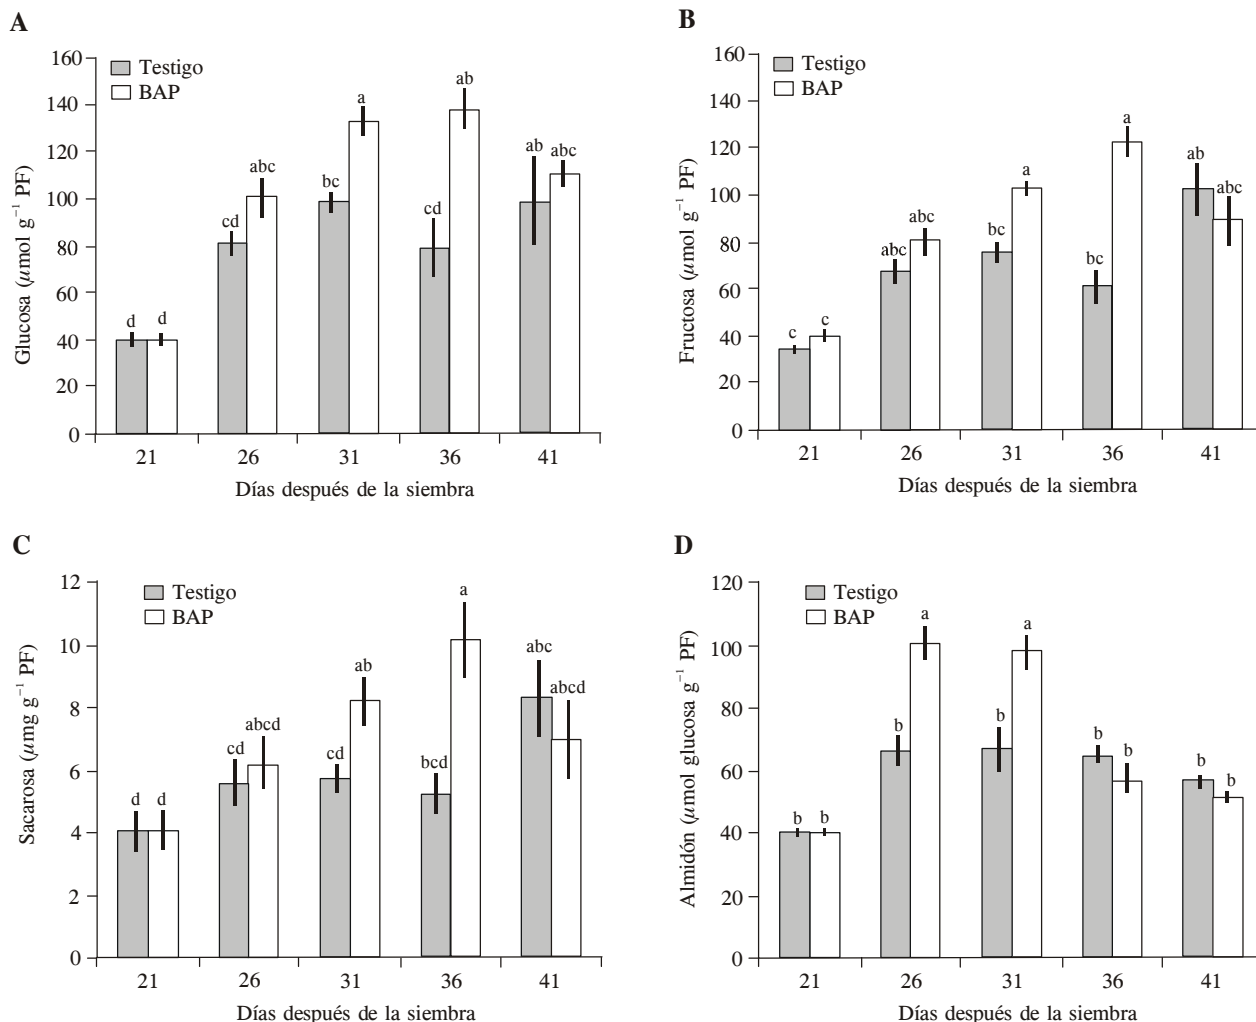 A
160
140
120
100
80
60
40
20
0
Glucosa (μmol g⁻¹ PF)
Testigo
BAP
d
d
cd
abc
bc
a
cd
ab
ab
abc
21
26
31
36
41
Días después de la siembra
B
160
140
120
100
80
60
40
20
0
Fructosa (μmol g⁻¹ PF)
Testigo
BAP
c
c
abc
abc
bc
a
bc
a
ab
abc
21
26
31
36
41
Días después de la siembra
C
12
10
8
6
4
2
0
Sacarosa (μmg g⁻¹ PF)
Testigo
BAP
d
d
cd
abcd
cd
ab
bcd
a
abc
abcd
21
26
31
36
41
Días después de la siembra
D
120
100
80
60
40
20
0
Almidón (μmol glucosa g⁻¹ PF)
Testigo
BAP
b
b
b
a
b
a
b
b
b
b
21
26
31
36
41
Días después de la siembra